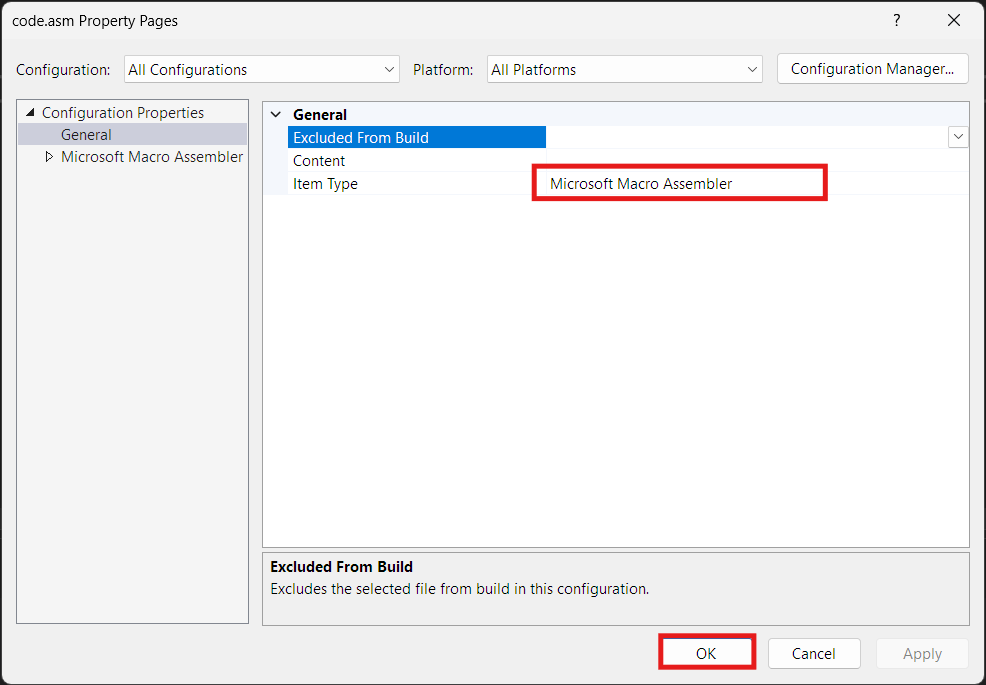 code.asm Property Pages ?
Configuration: All Configurations Platform: All Platforms Configuration Manager...
Configuration Properties
General
Microsoft Macro Assembler
General
Excluded From Build
Content
Item Type Microsoft Macro Assembler
Excluded From Build
Excludes the selected file from build in this configuration.
OK Cancel Apply